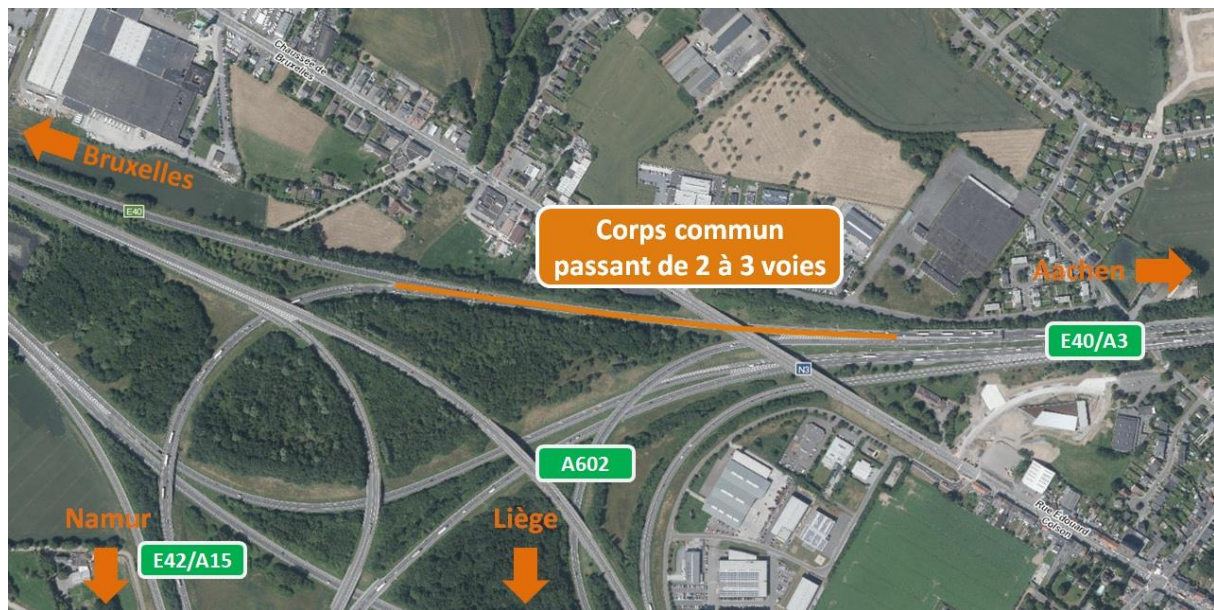 Chaussée de
Bruxelles
Bruxelles
E40
Corps commun
passant de 2 à 3 voies
Aachen
E40/A3
N3
A602
Namur
Liège
E42/A15
Rue Édouard
Colson